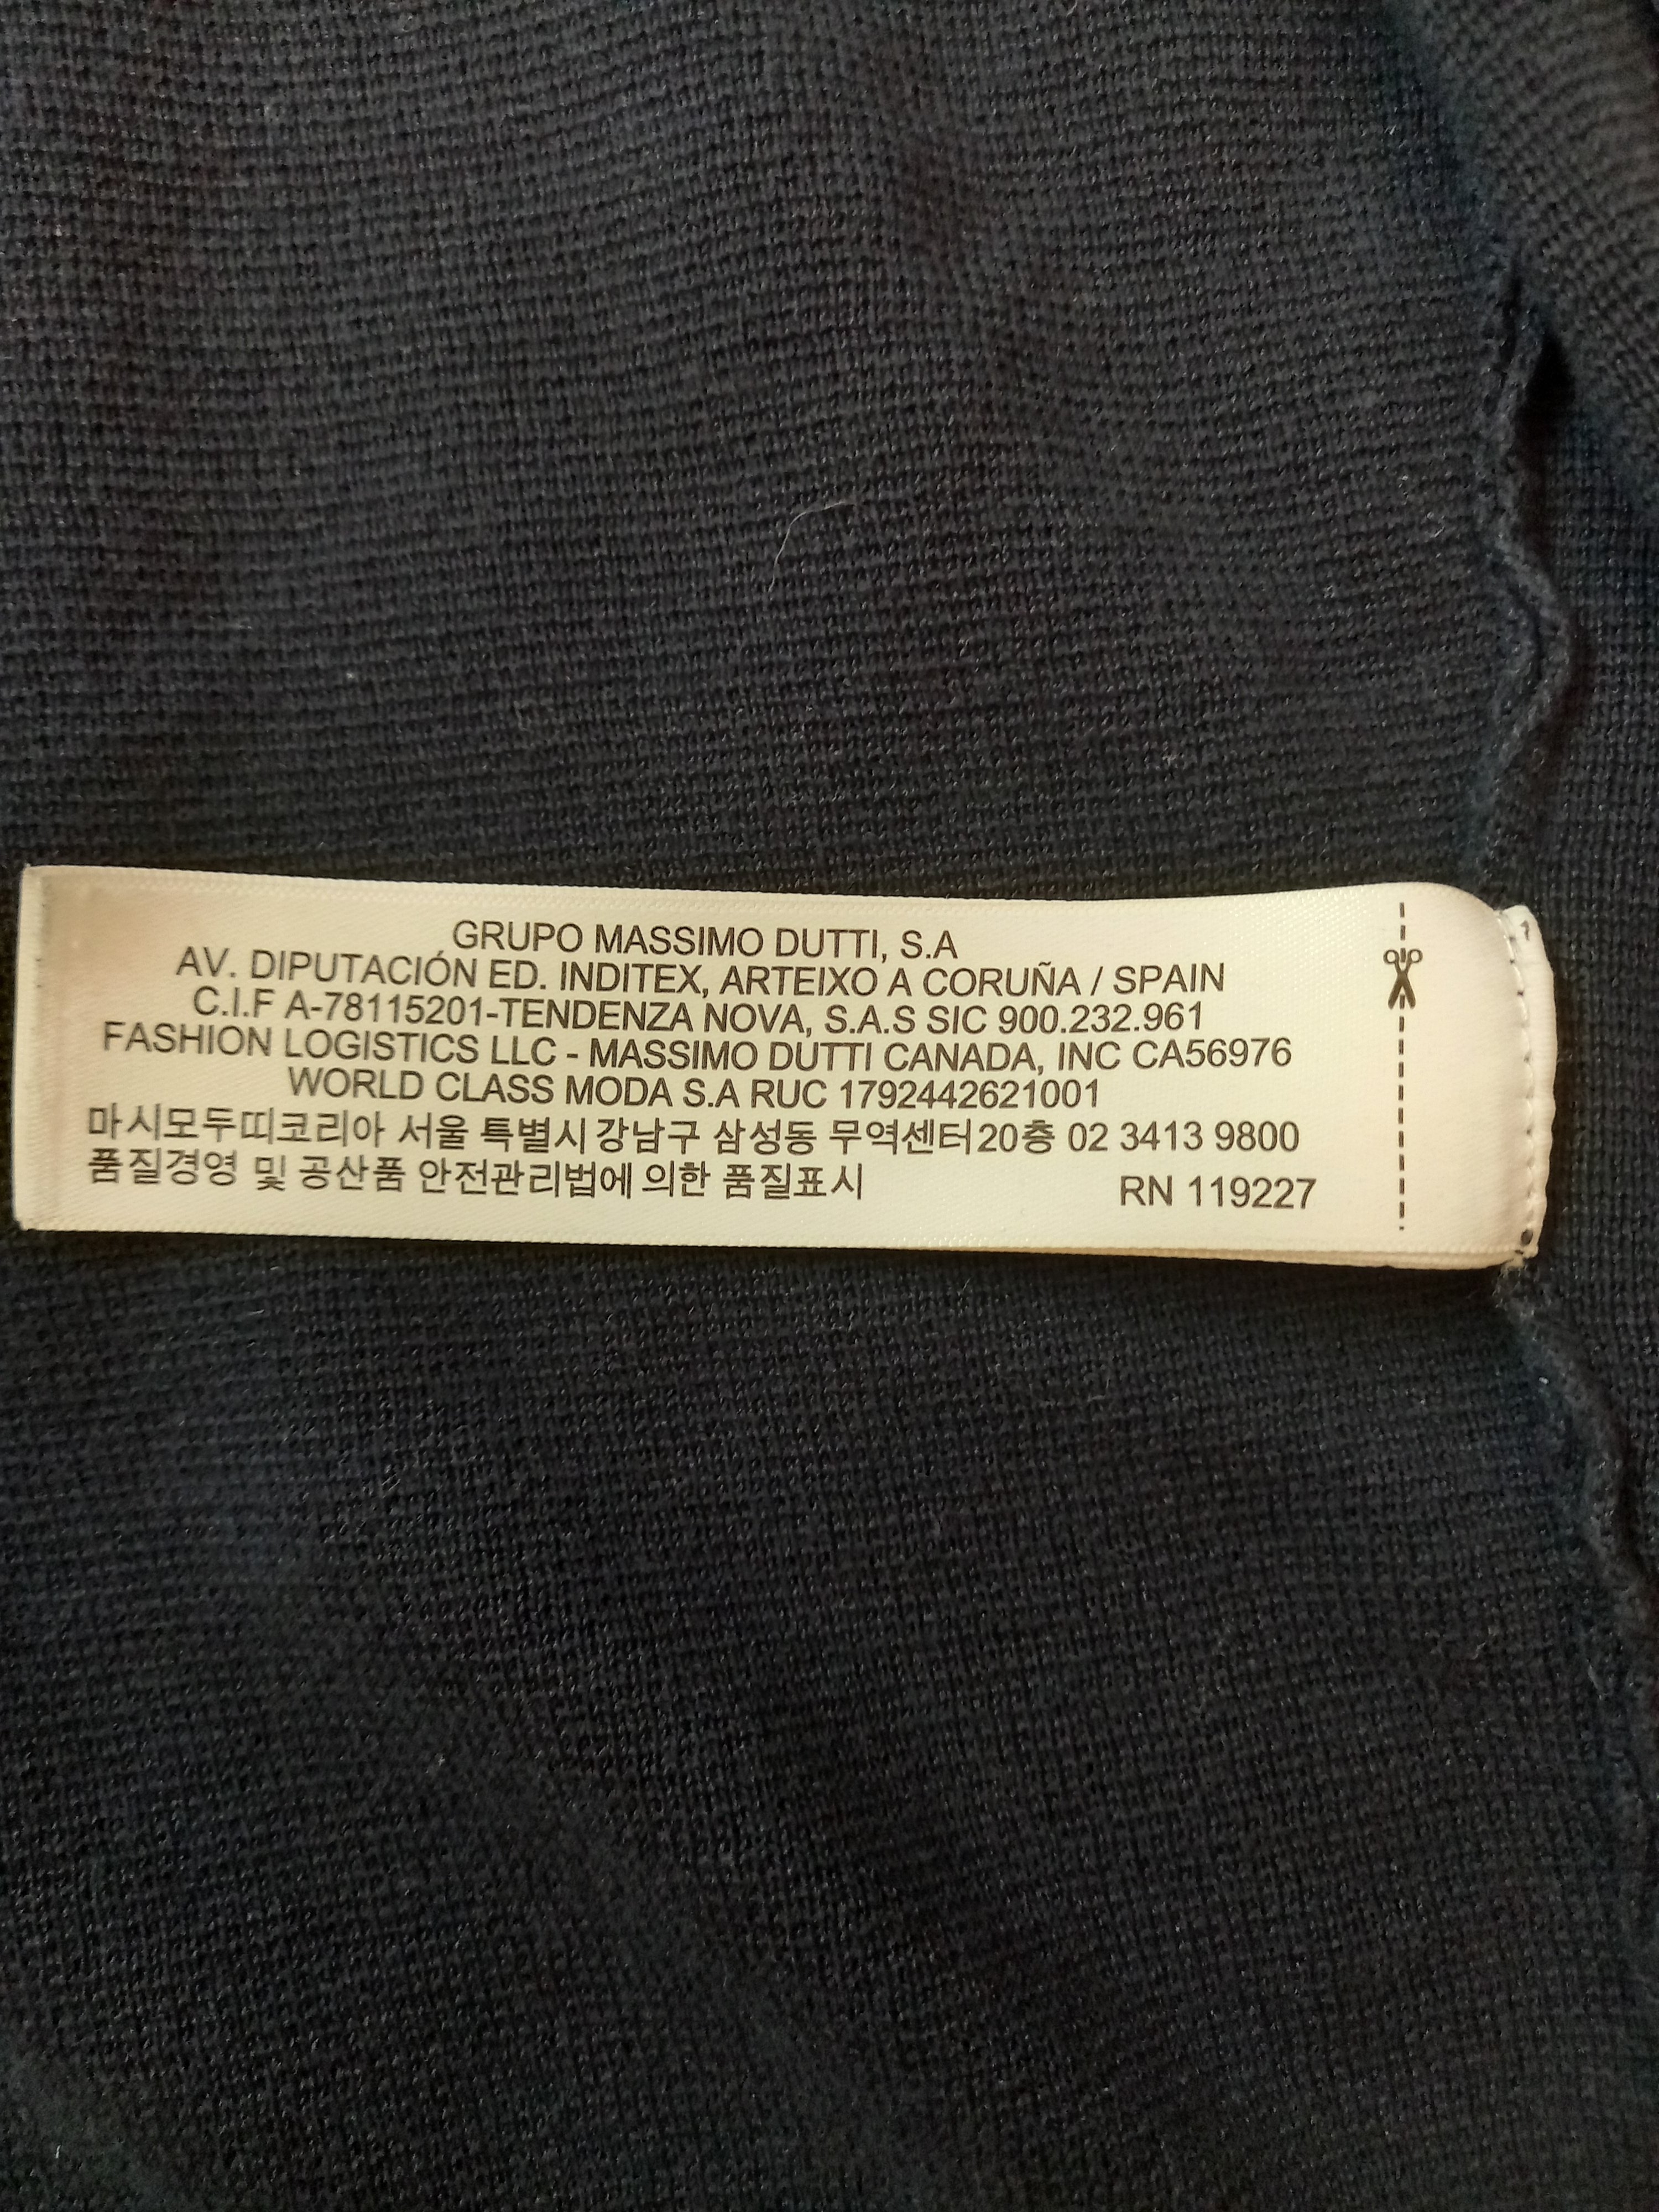 GRUPO MASSIMO DUTTI, S.A
AV. DIPUTACIÓN ED. INDITEX, ARTEIXO A CORUÑA / SPAIN
C.I.F A-78115201-TENDENZA NOVA, S.A.S SIC 900.232.961
FASHION LOGISTICS LLC - MASSIMO DUTTI CANADA, INC CA56976
WORLD CLASS MODA S.A RUC 1792442621001
마시모두띠코리아 서울 특별시 강남구 삼성동 무역센터20층 02 3413 9800
품질경영 및 공산품 안전관리법에 의한 품질표시 RN 119227